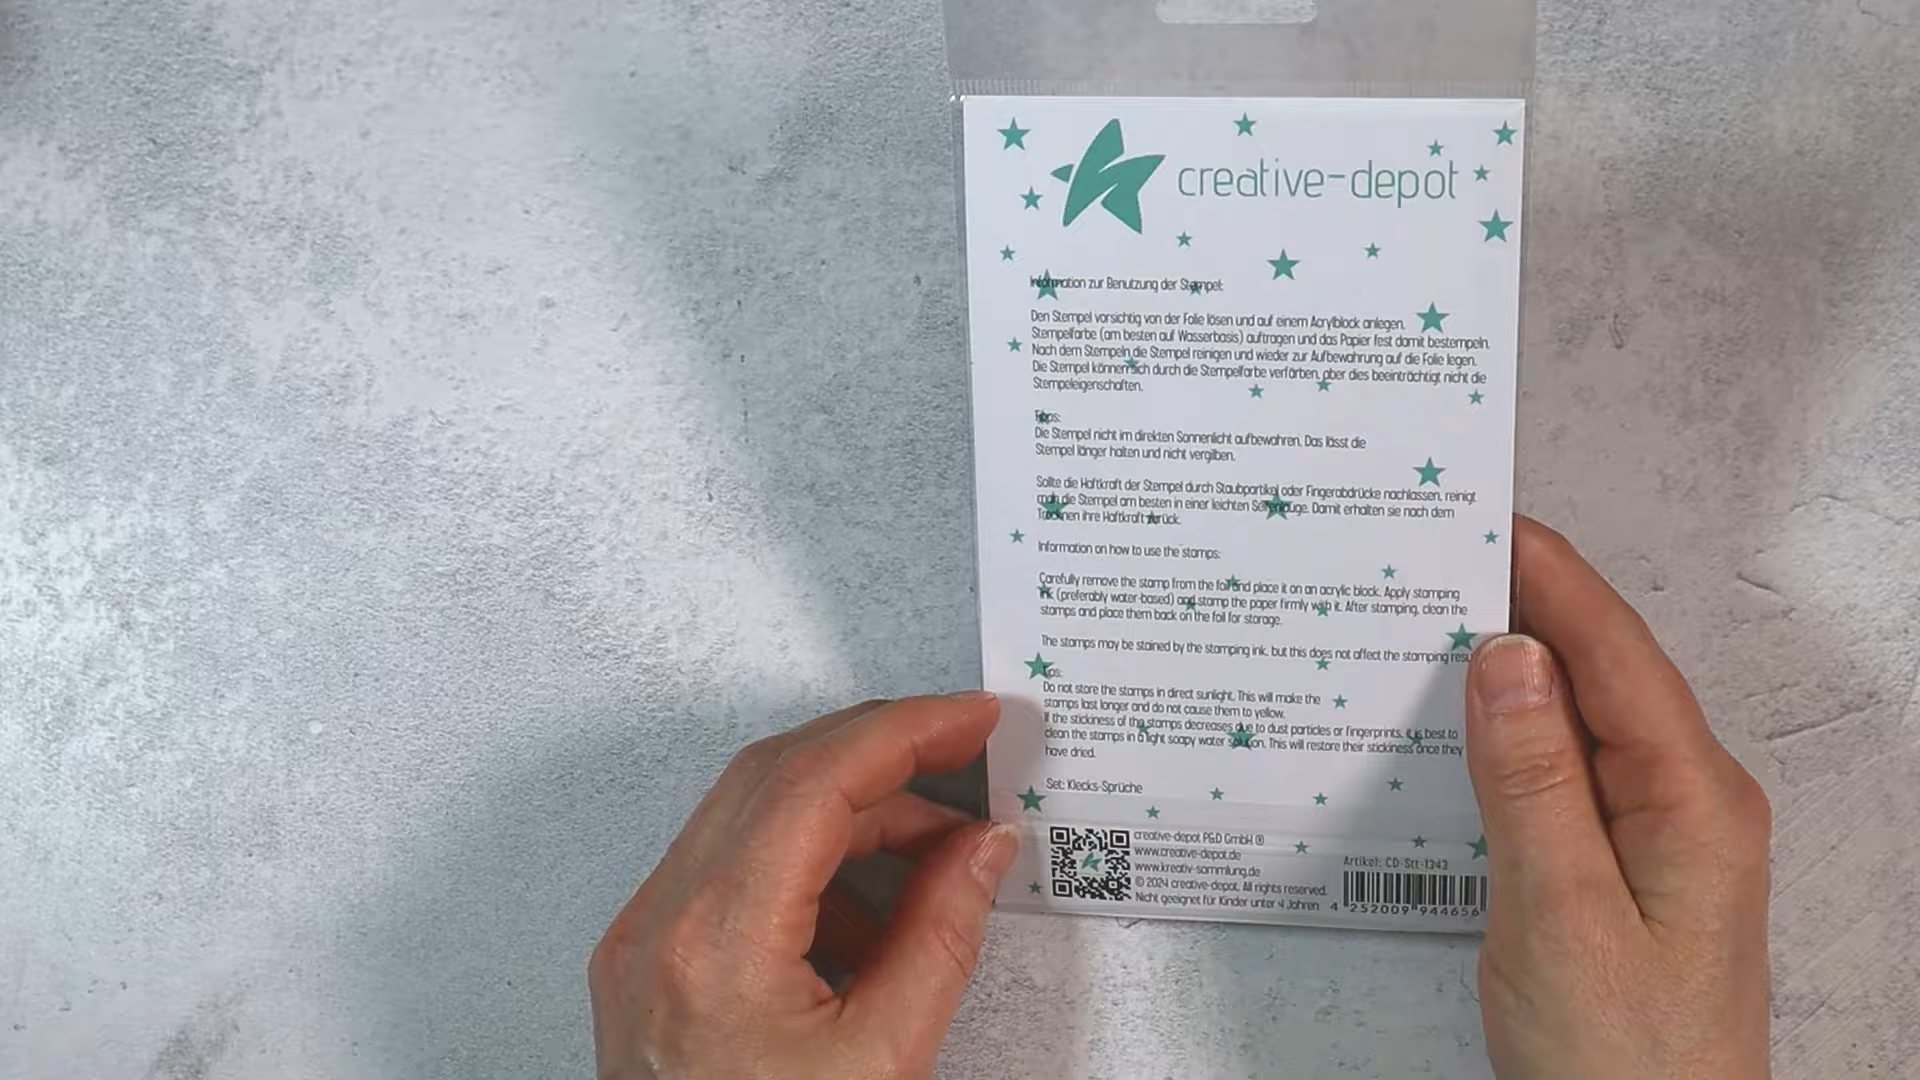 creative-depot
Information zur Benutzung der Stempel:
Den Stempel vorsichtig von der Folie lösen und auf einem Acrylblock anlegen.
Stempelfarbe (am besten auf Wasserbasis) auftragen und das Papier fest damit bestempeln.
Nach dem Stempeln die Stempel reinigen und wieder zur Aufbewahrung auf die Folie legen.
Die Stempel können sich durch die Stempelfarbe verfärben, aber dies beeinträchtigt nicht die
Stempeleigenschaften.
Tipps:
Die Stempel nicht im direkten Sonnenlicht aufbewahren. Das lässt die
Stempel länger halten und nicht vergilben.
Sollte die Haftkraft der Stempel durch Staubpartikel oder Fingerabdrücke nachlassen, reinigt
man die Stempel am besten in einer leichten Seifenlauge. Damit erhalten sie nach dem
Trocknen ihre Haftkraft zurück.
Information on how to use the stamps:
Carefully remove the stamp from the foil and place it on an acrylic block. Apply stamping
ink (preferably water-based) and stamp the paper firmly with it. After stamping, clean the
stamps and place them back on the foil for storage.
The stamps may be stained by the stamping ink, but this does not affect the stamping resu
Tips:
Do not store the stamps in direct sunlight. This will make the
stamps last longer and do not cause them to yellow.
If the stickiness of the stamps decreases due to dust particles or fingerprints, it is best to
clean the stamps in a light soapy water solution. This will restore their stickiness once they
have dried.
Set: Klecks-Sprüche
creative-depot P&D GmbH ®
www.creative-depot.de
www.kreativ-sammlung.de
© 2024 creative-depot. All rights reserved.
Nicht geeignet für Kinder unter 4 Jahren
Artikel: CD-Stt-1343
4 252009 944656